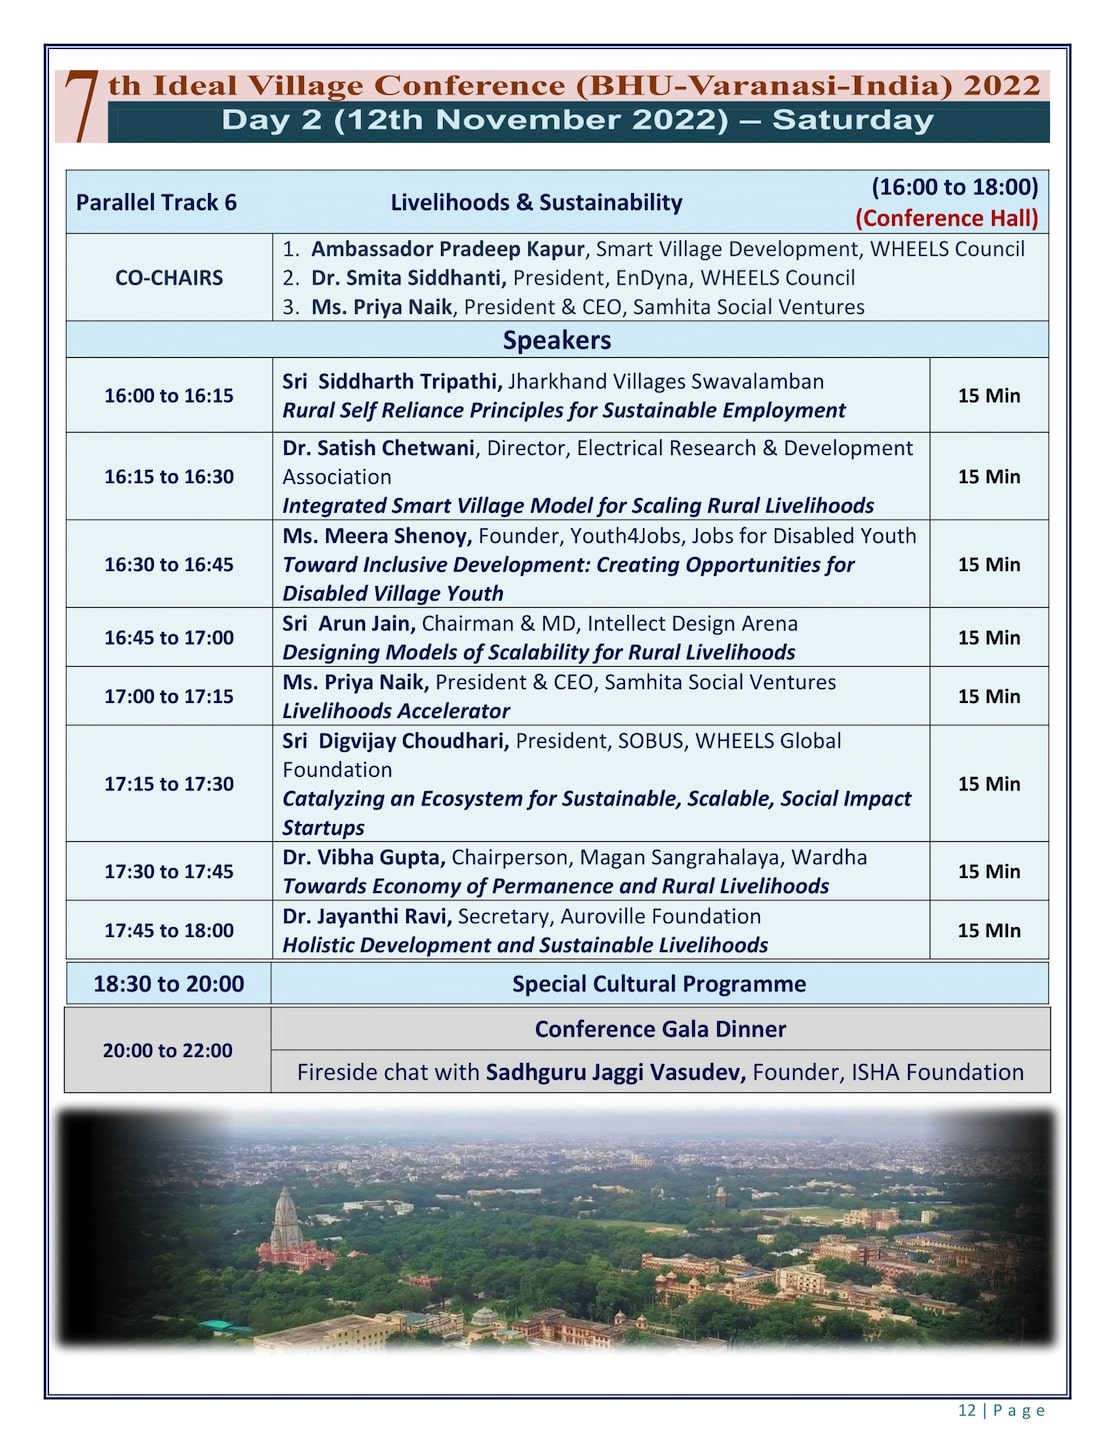 7th Ideal Village Conference (BHU-Varanasi-India) 2022
Day 2 (12th November 2022) – Saturday
Parallel Track 6 Livelihoods & Sustainability (16:00 to 18:00)
(Conference Hall)
CO-CHAIRS
1. Ambassador Pradeep Kapur, Smart Village Development, WHEELS Council
2. Dr. Smita Siddhanti, President, EnDyna, WHEELS Council
3. Ms. Priya Naik, President & CEO, Samhita Social Ventures
Speakers
16:00 to 16:15
Sri Siddharth Tripathi, Jharkhand Villages Swavalamban
Rural Self Reliance Principles for Sustainable Employment
15 Min
16:15 to 16:30
Dr. Satish Chetwani, Director, Electrical Research & Development
Association
Integrated Smart Village Model for Scaling Rural Livelihoods
15 Min
16:30 to 16:45
Ms. Meera Shenoy, Founder, Youth4Jobs, Jobs for Disabled Youth
Toward Inclusive Development: Creating Opportunities for
Disabled Village Youth
15 Min
16:45 to 17:00
Sri Arun Jain, Chairman & MD, Intellect Design Arena
Designing Models of Scalability for Rural Livelihoods
15 Min
17:00 to 17:15
Ms. Priya Naik, President & CEO, Samhita Social Ventures
Livelihoods Accelerator
15 Min
17:15 to 17:30
Sri Digvijay Choudhari, President, SOBUS, WHEELS Global
Foundation
Catalyzing an Ecosystem for Sustainable, Scalable, Social Impact
Startups
15 Min
17:30 to 17:45
Dr. Vibha Gupta, Chairperson, Magan Sangrahalaya, Wardha
Towards Economy of Permanence and Rural Livelihoods
15 Min
17:45 to 18:00
Dr. Jayanthi Ravi, Secretary, Auroville Foundation
Holistic Development and Sustainable Livelihoods
15 MIn
18:30 to 20:00 Special Cultural Programme
20:00 to 22:00
Conference Gala Dinner
Fireside chat with Sadhguru Jaggi Vasudev, Founder, ISHA Foundation
12 | P a g e